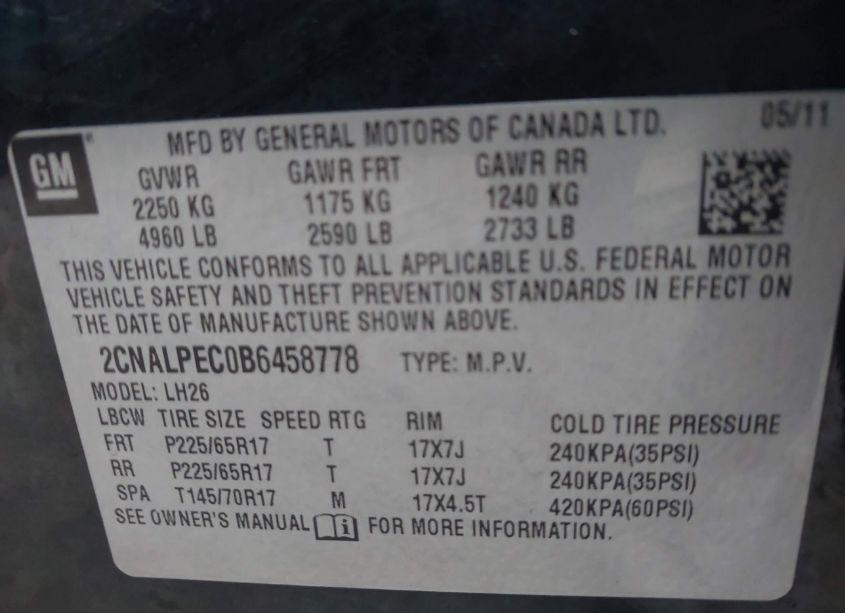 MFD BY GENERAL MOTORS OF CANADA LTD. 05/11
GM®
GVWR GAWR FRT GAWR RR
2250 KG 1175 KG 1240 KG
4960 LB 2590 LB 2733 LB
THIS VEHICLE CONFORMS TO ALL APPLICABLE U.S. FEDERAL MOTOR
VEHICLE SAFETY AND THEFT PREVENTION STANDARDS IN EFFECT ON
THE DATE OF MANUFACTURE SHOWN ABOVE.
2CNALPEC0B6458778 TYPE: M.P.V.
MODEL: LH26
LBCW TIRE SIZE SPEED RTG RIM COLD TIRE PRESSURE
FRT P225/65R17 T 17X7J 240KPA(35PSI)
RR P225/65R17 T 17X7J 240KPA(35PSI)
SPA T145/70R17 M 17X4.5T 420KPA(60PSI)
SEE OWNER'S MANUAL i FOR MORE INFORMATION.